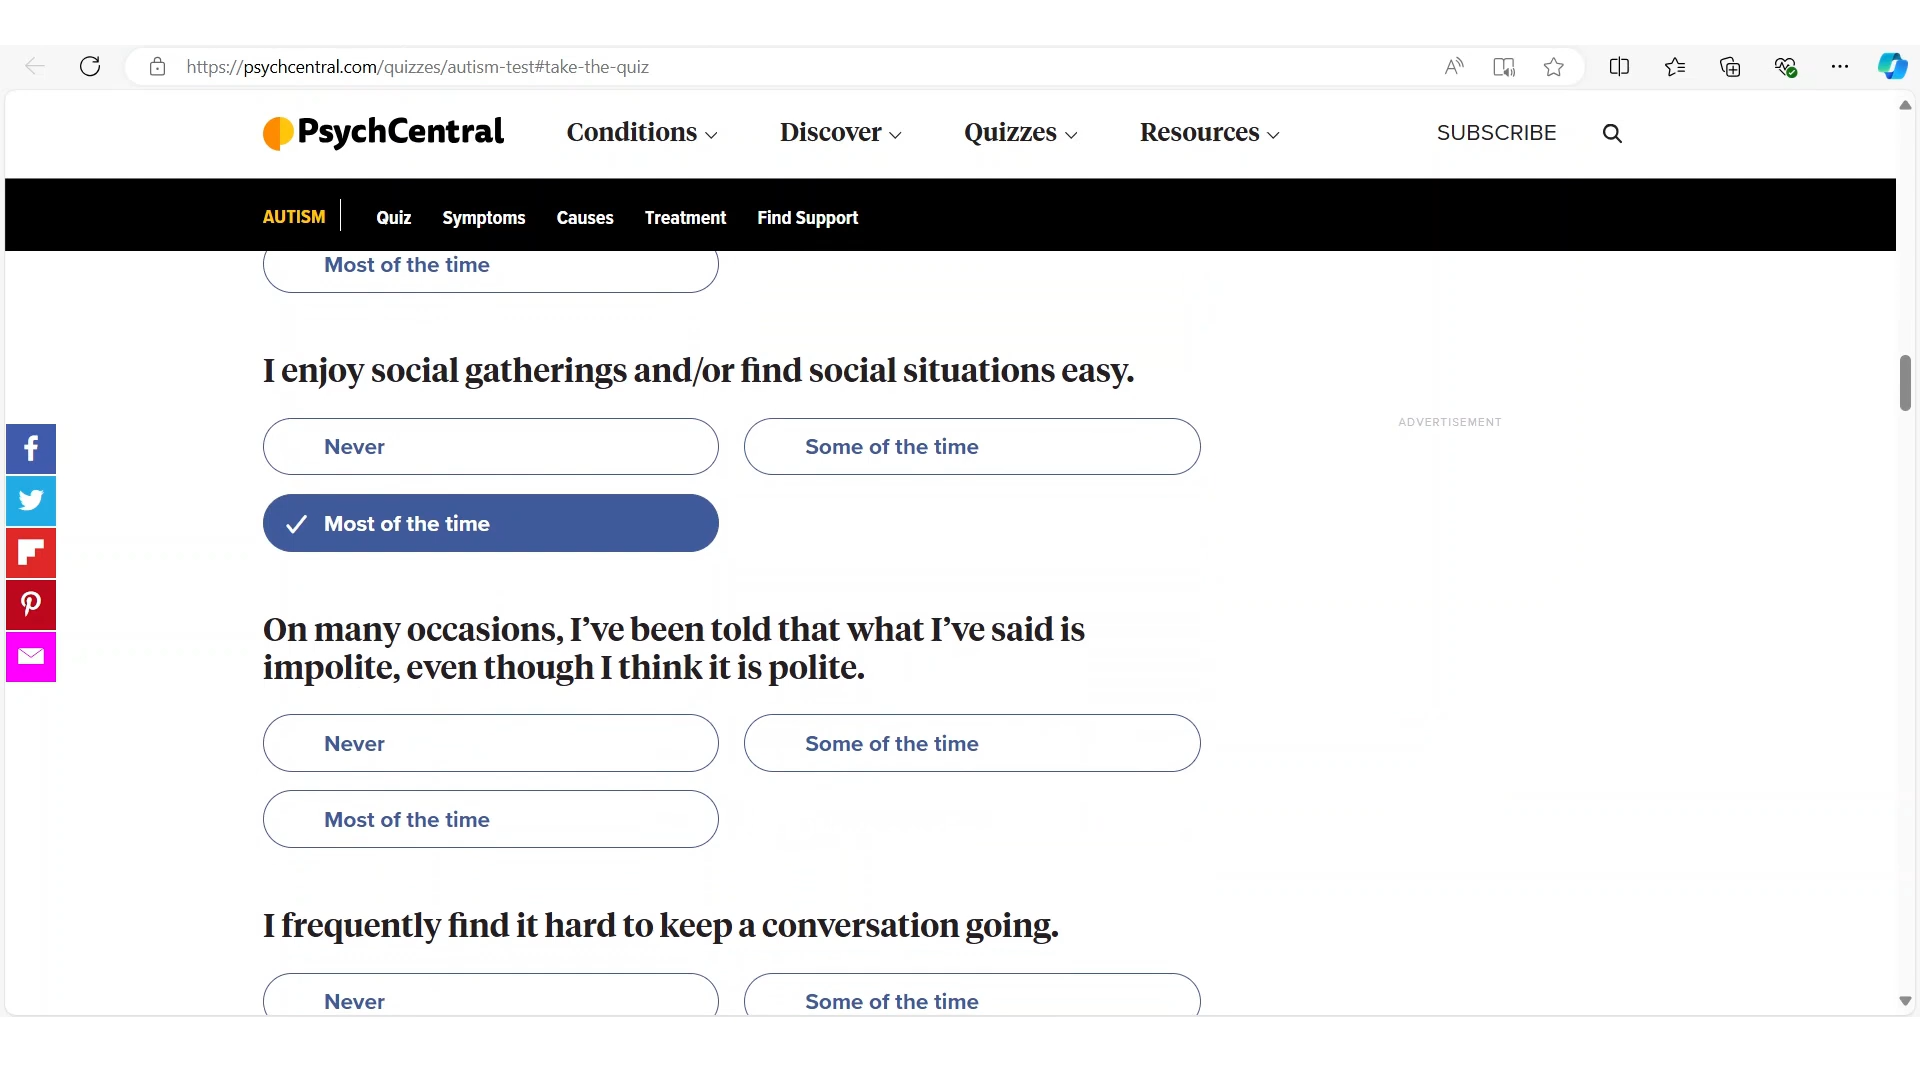 https://psychcentral.com/quizzes/autism-test#take-the-quiz
PsychCentral Conditions Discover Quizzes Resources SUBSCRIBE
AUTISM Quiz Symptoms Causes Treatment Find Support
Most of the time
I enjoy social gatherings and/or find social situations easy.
ADVERTISEMENT
Never Some of the time
Most of the time
On many occasions, I’ve been told that what I’ve said is
impolite, even though I think it is polite.
Never Some of the time
Most of the time
I frequently find it hard to keep a conversation going.
Never Some of the time